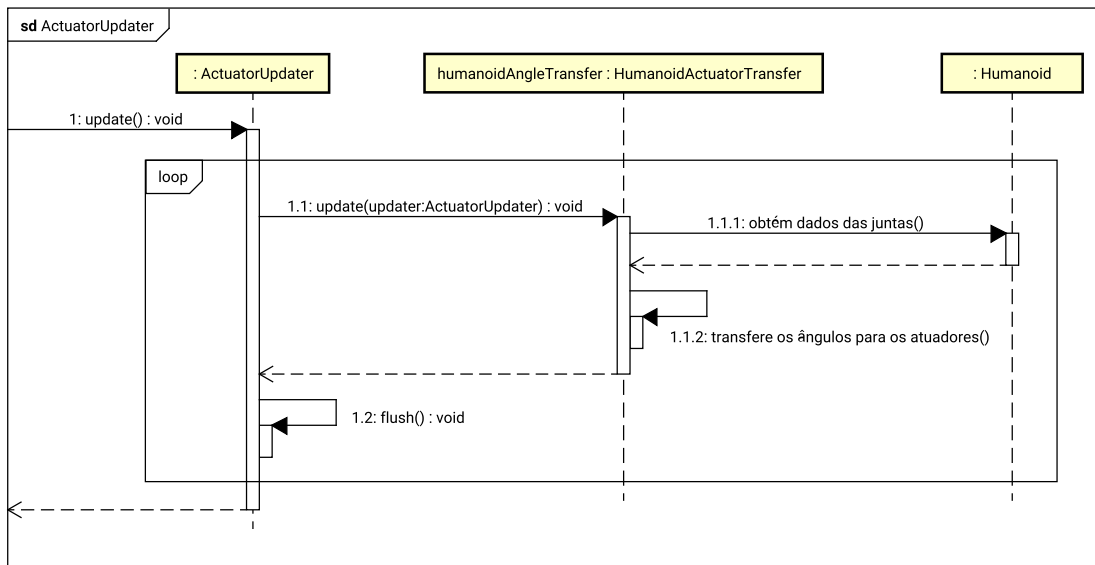 sd ActuatorUpdater
: ActuatorUpdater
humanoidAngleTransfer : HumanoidActuatorTransfer
: Humanoid
1: update() : void
loop
1.1: update(updater:ActuatorUpdater) : void
1.1.1: obtém dados das juntas()
1.1.2: transfere os ângulos para os atuadores()
1.2: flush() : void